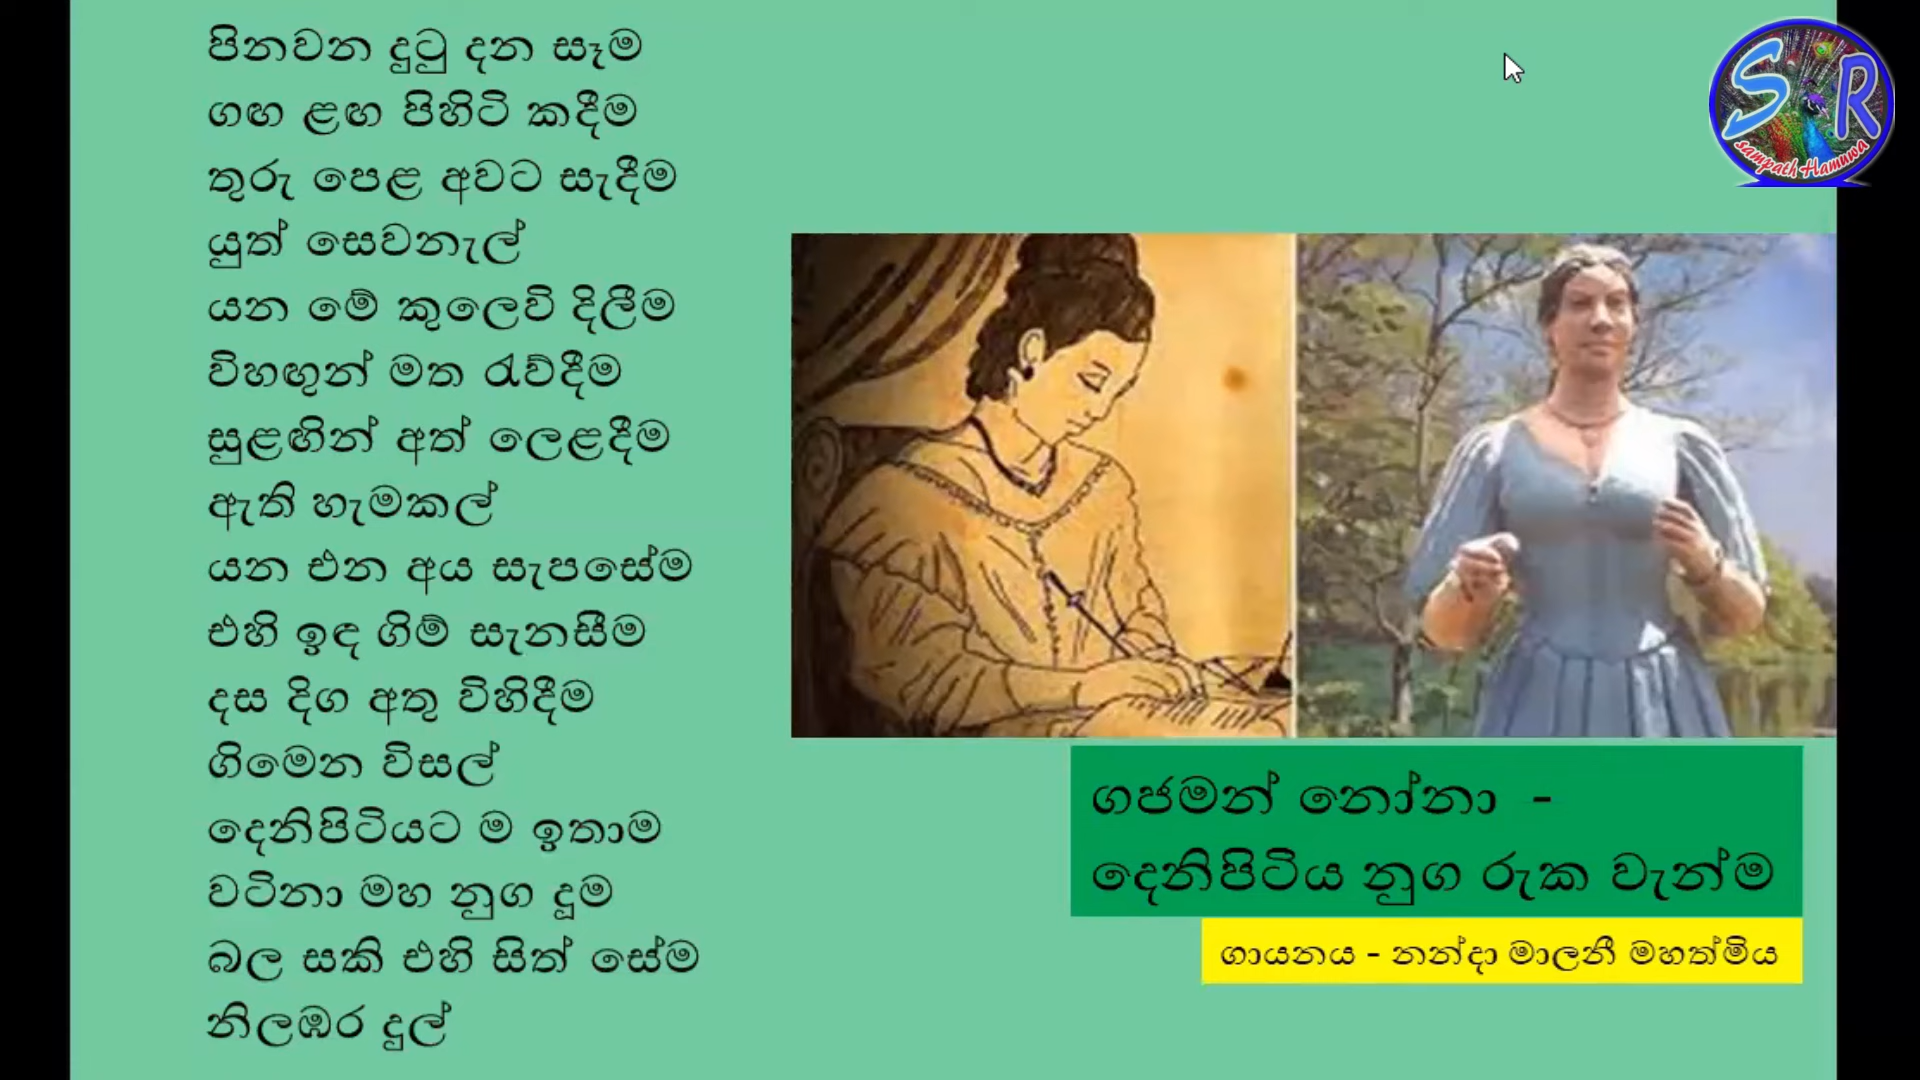 පිනවන දුටු දන සෑම
ගඟ ළඟ පිහිටි කදීම
තුරු පෙළ අවට සැදීම
යුත් සෙවනැල්
යන මේ කුලෙවි දිලීම
විහඟුන් මත රැව්දීම
සුළඟින් අත් ලෙළදීම
ඇති හැමකල්
යන එන අය සැපසේම
එහි ඉඳ ගිම් සැනසීම
දස දිග අතු විහිදීම
ගිමෙන විසල්
දෙනිපිටියට ම ඉතාම
වටිනා මහ නුග දූම
බල සකි එහි සිත් සේම
නිලඹර දුල්
S R
sampath Hamuwa
ගජමන් නෝනා -
දෙනිපිටිය නුග රුක වැන්ම
ගායනය - නන්දා මාලනී මහත්මිය